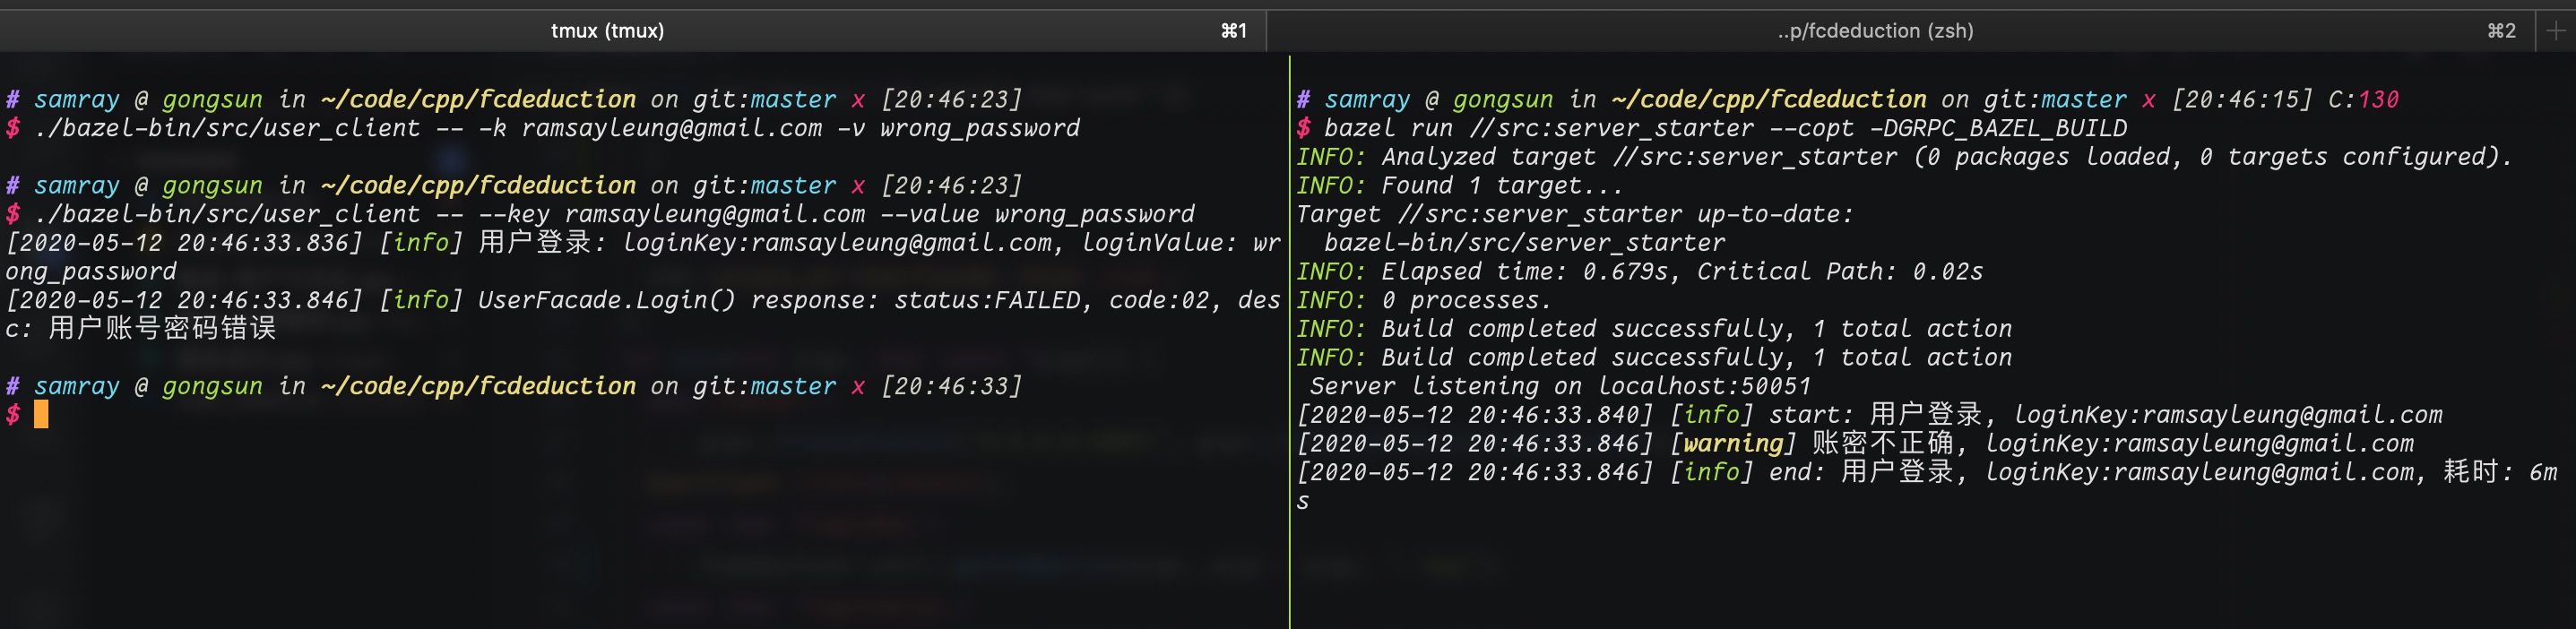 tmux (tmux) ⌘1
..p/fcdeduction (zsh) ⌘2
# samray @ gongsun in ~/code/cpp/fcdeduction on git:master x [20:46:23]
$ ./bazel-bin/src/user_client -- -k ramsayleung@gmail.com -v wrong_password
# samray @ gongsun in ~/code/cpp/fcdeduction on git:master x [20:46:23]
$ ./bazel-bin/src/user_client -- --key ramsayleung@gmail.com --value wrong_password
[2020-05-12 20:46:33.836] [info] 用户登录: loginKey:ramsayleung@gmail.com, loginValue: wr
ong_password
[2020-05-12 20:46:33.846] [info] UserFacade.Login() response: status:FAILED, code:02, des
c: 用户账号密码错误
# samray @ gongsun in ~/code/cpp/fcdeduction on git:master x [20:46:33]
$
# samray @ gongsun in ~/code/cpp/fcdeduction on git:master x [20:46:15] C:130
$ bazel run //src:server_starter --copt -DGRPC_BAZEL_BUILD
INFO: Analyzed target //src:server_starter (0 packages loaded, 0 targets configured).
INFO: Found 1 target...
Target //src:server_starter up-to-date:
  bazel-bin/src/server_starter
INFO: Elapsed time: 0.679s, Critical Path: 0.02s
INFO: 0 processes.
INFO: Build completed successfully, 1 total action
INFO: Build completed successfully, 1 total action
 Server listening on localhost:50051
[2020-05-12 20:46:33.840] [info] start: 用户登录, loginKey:ramsayleung@gmail.com
[2020-05-12 20:46:33.846] [warning] 账密不正确, loginKey:ramsayleung@gmail.com
[2020-05-12 20:46:33.846] [info] end: 用户登录, loginKey:ramsayleung@gmail.com, 耗时: 6m
s